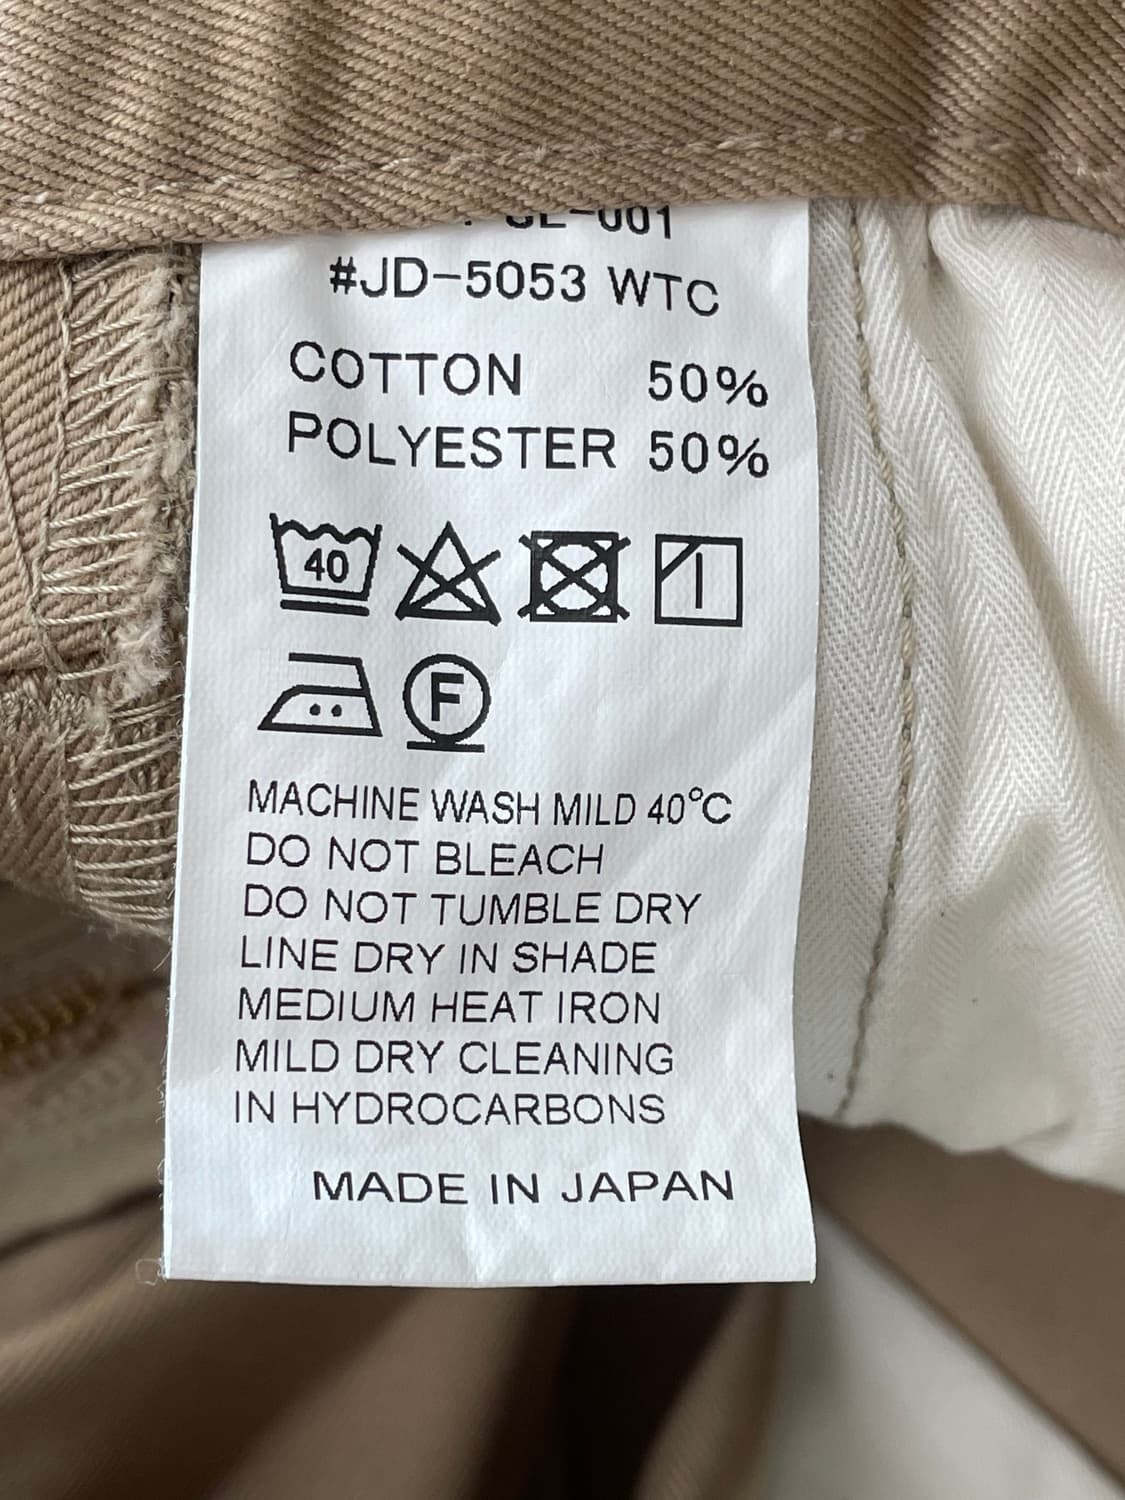 #JD-5053 WTC
COTTON 50%
POLYESTER 50%
40
F
MACHINE WASH MILD 40°C
DO NOT BLEACH
DO NOT TUMBLE DRY
LINE DRY IN SHADE
MEDIUM HEAT IRON
MILD DRY CLEANING
IN HYDROCARBONS
MADE IN JAPAN